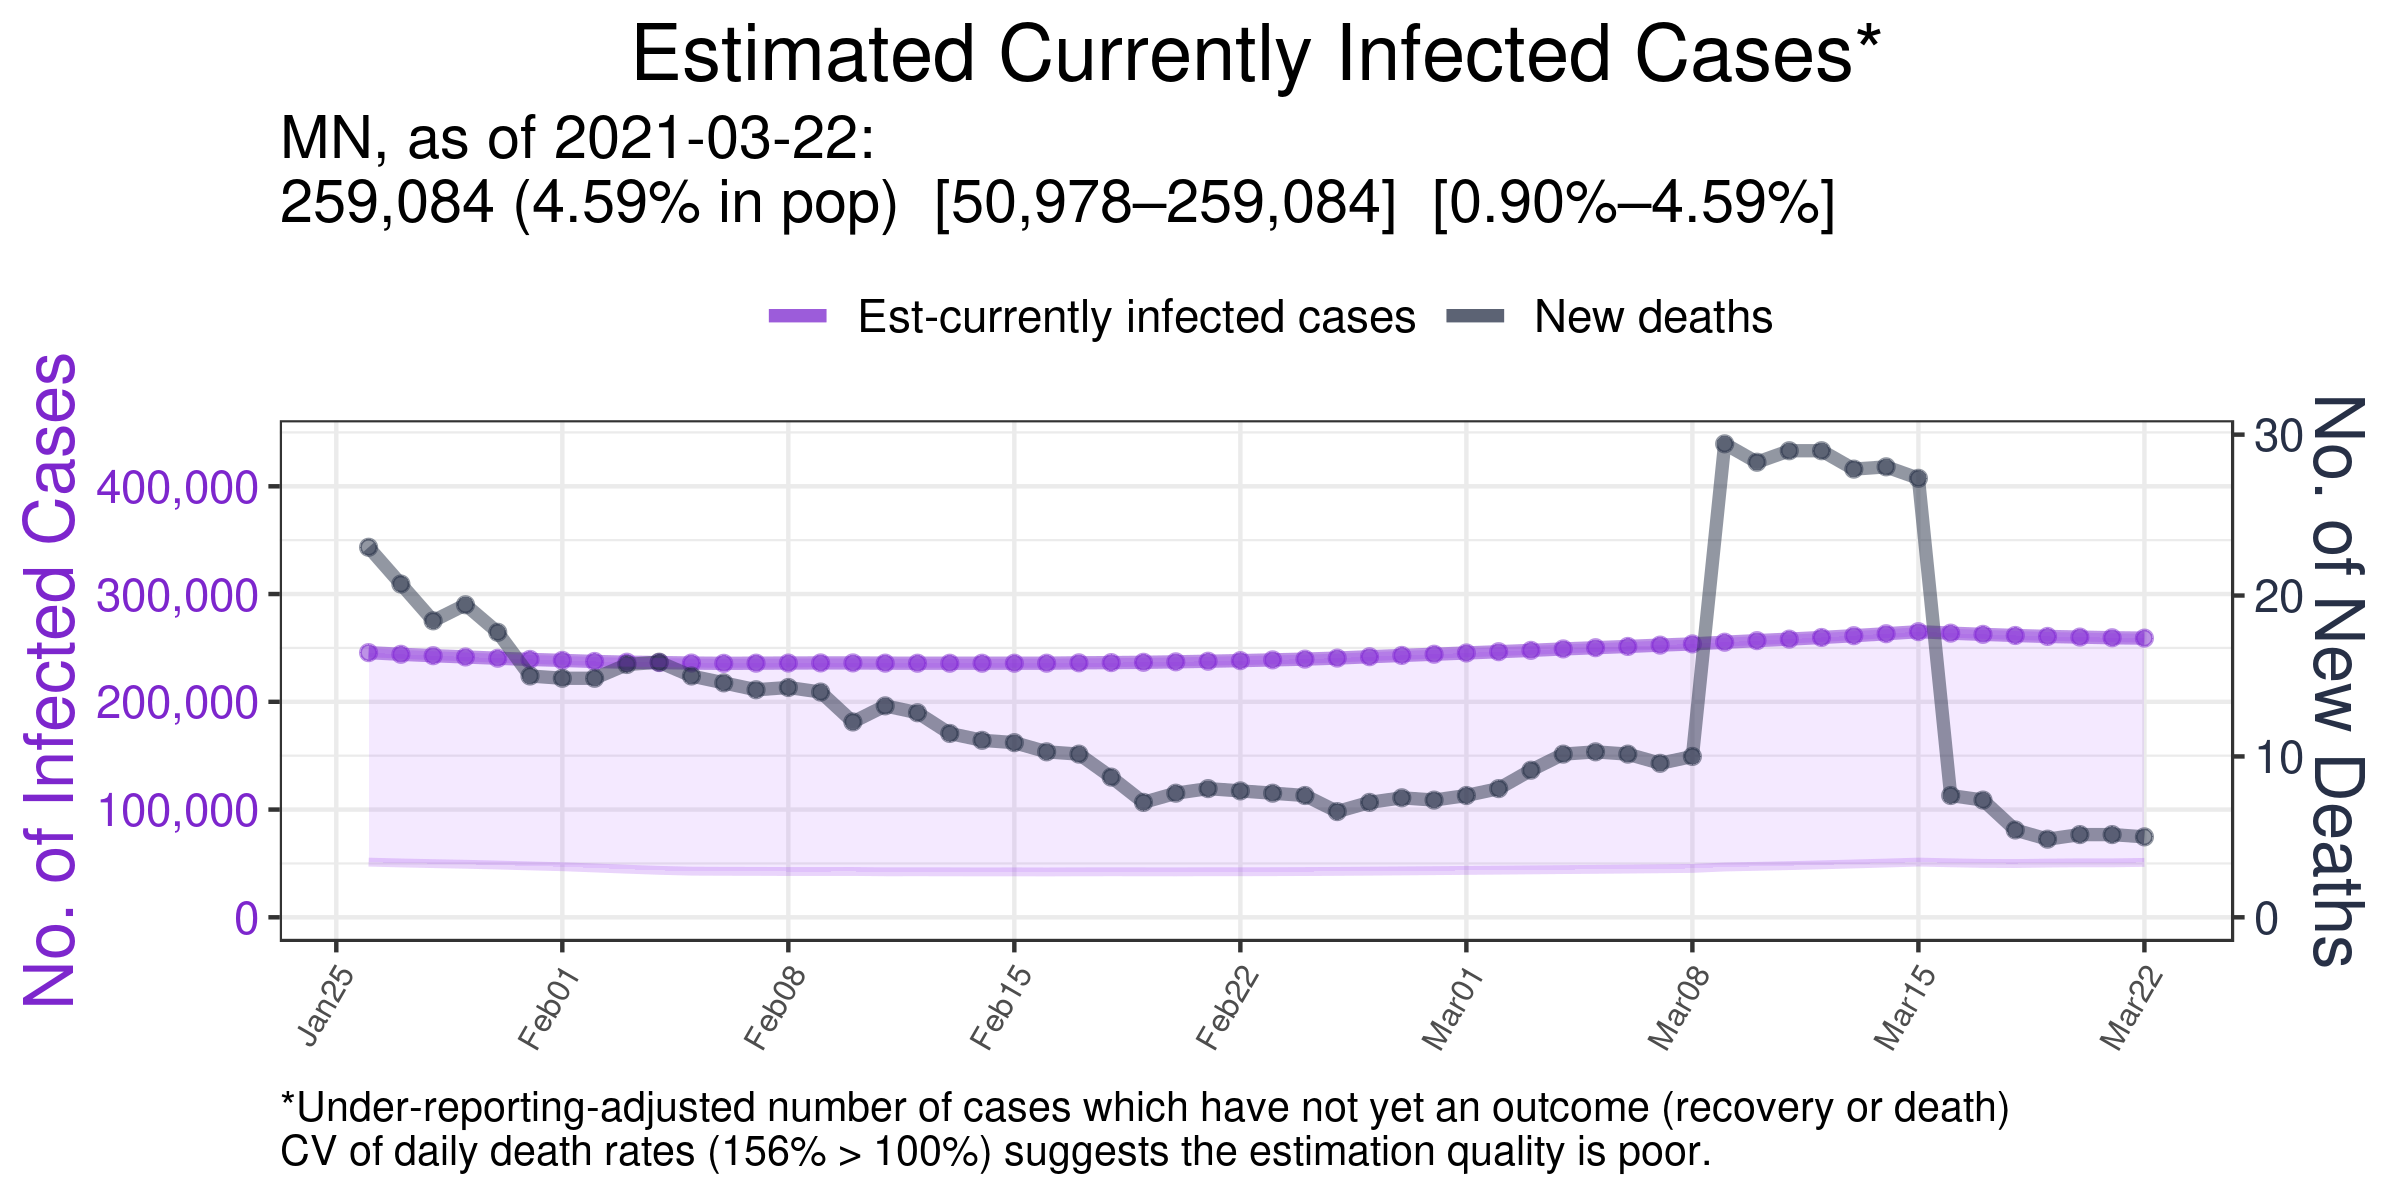 Estimated Currently Infected Cases*
MN, as of 2021-03-22:
259,084 (4.59% in pop)  [50,978–259,084]  [0.90%–4.59%]
Est-currently infected cases
New deaths
No. of Infected Cases
400,000
300,000
200,000
100,000
0
30
20
10
0
No. of New Deaths
Jan25
Feb01
Feb08
Feb15
Feb22
Mar01
Mar08
Mar15
Mar22
*Under-reporting-adjusted number of cases which have not yet an outcome (recovery or death)
CV of daily death rates (156% > 100%) suggests the estimation quality is poor.